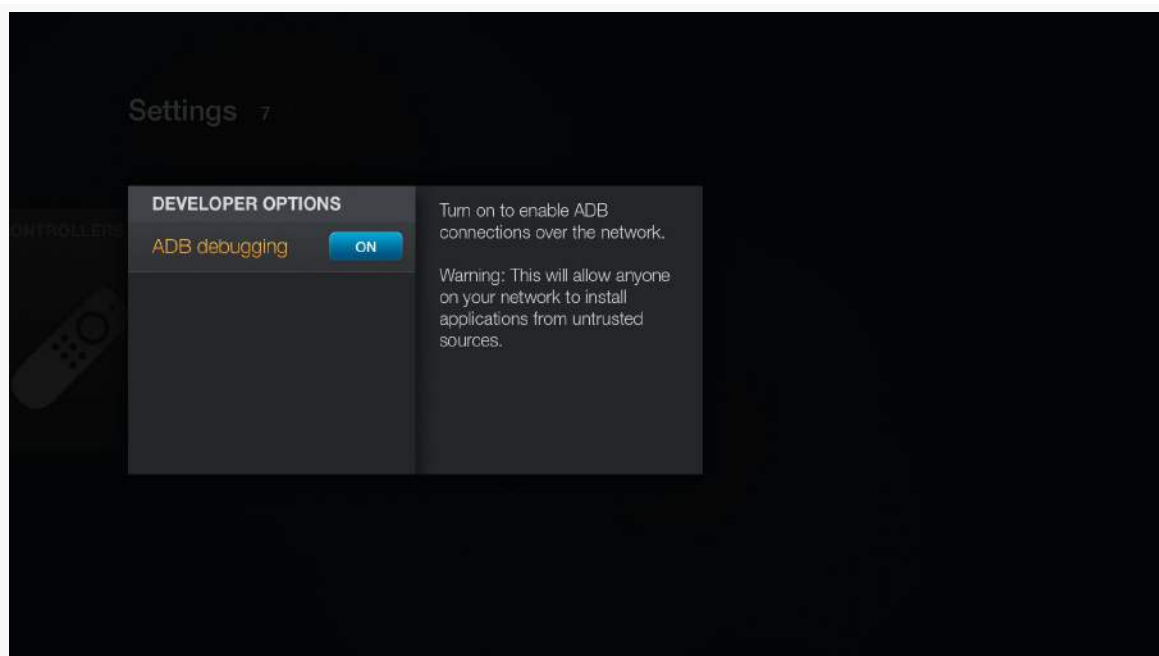 Settings 7
CONTROLLERS
DEVELOPER OPTIONS
ADB debugging ON
Turn on to enable ADB
connections over the network.
Warning: This will allow anyone
on your network to install
applications from untrusted
sources.